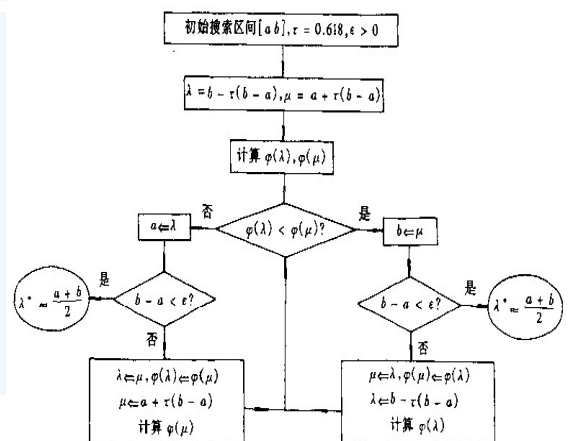 初始搜索区间[ab],τ = 0.618,ε > 0
λ = b - τ(b - a),μ = a + τ(b - a)
计算 φ(λ),φ(μ)
否
φ(λ) < φ(μ)?
是
a⇐λ
b⇐μ
是
b - a < ε?
λ* ≈ a + b / 2
否
b - a < ε?
是
λ* ≈ a + b / 2
否
λ⇐μ,φ(λ)⇐φ(μ)
μ⇐a + τ(b - a)
计算 φ(μ)
μ⇐λ,φ(μ)⇐φ(λ)
λ⇐b - τ(b - a)
计算 φ(λ)